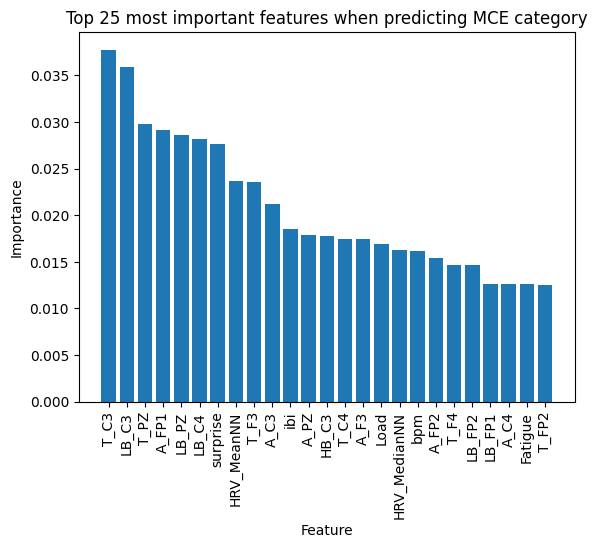 Top 25 most important features when predicting MCE category
Importance
0.035
0.030
0.025
0.020
0.015
0.010
0.005
0.000
T_C3
LB_C3
T_PZ
A_FP1
LB_PZ
LB_C4
surprise
HRV_MeanNN
T_F3
A_C3
ibi
A_PZ
HB_C3
T_C4
A_F3
Load
HRV_MedianNN
bpm
A_FP2
T_F4
LB_FP2
LB_FP1
A_C4
Fatigue
T_FP2
Feature